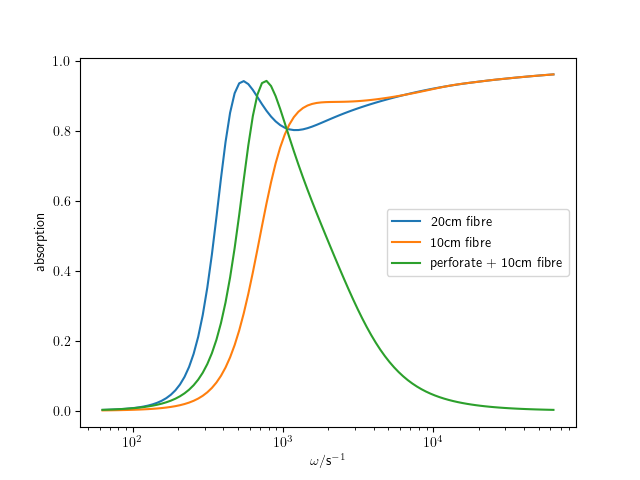 1.0
0.8
0.6
0.4
0.2
0.0
absorption
20cm fibre
10cm fibre
perforate + 10cm fibre
10² 10³ 10⁴
ω/s⁻¹